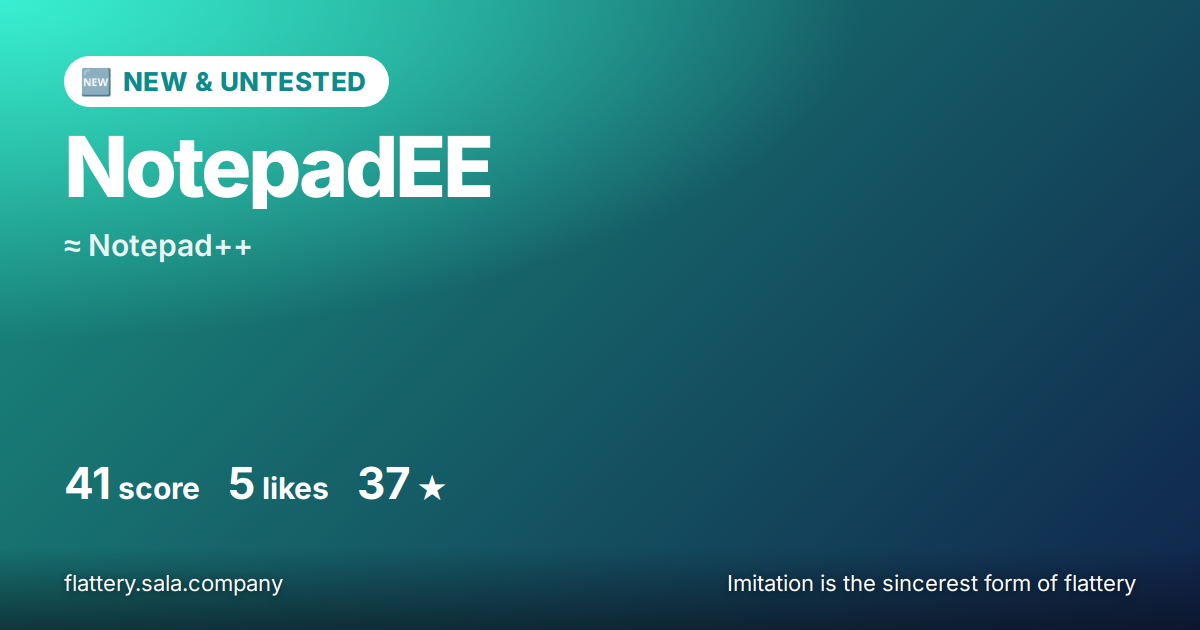 🆕 NEW & UNTESTED
NotepadEE
≈ Notepad++
41 score 5 likes 37 ★
flattery.sala.company
Imitation is the sincerest form of flattery